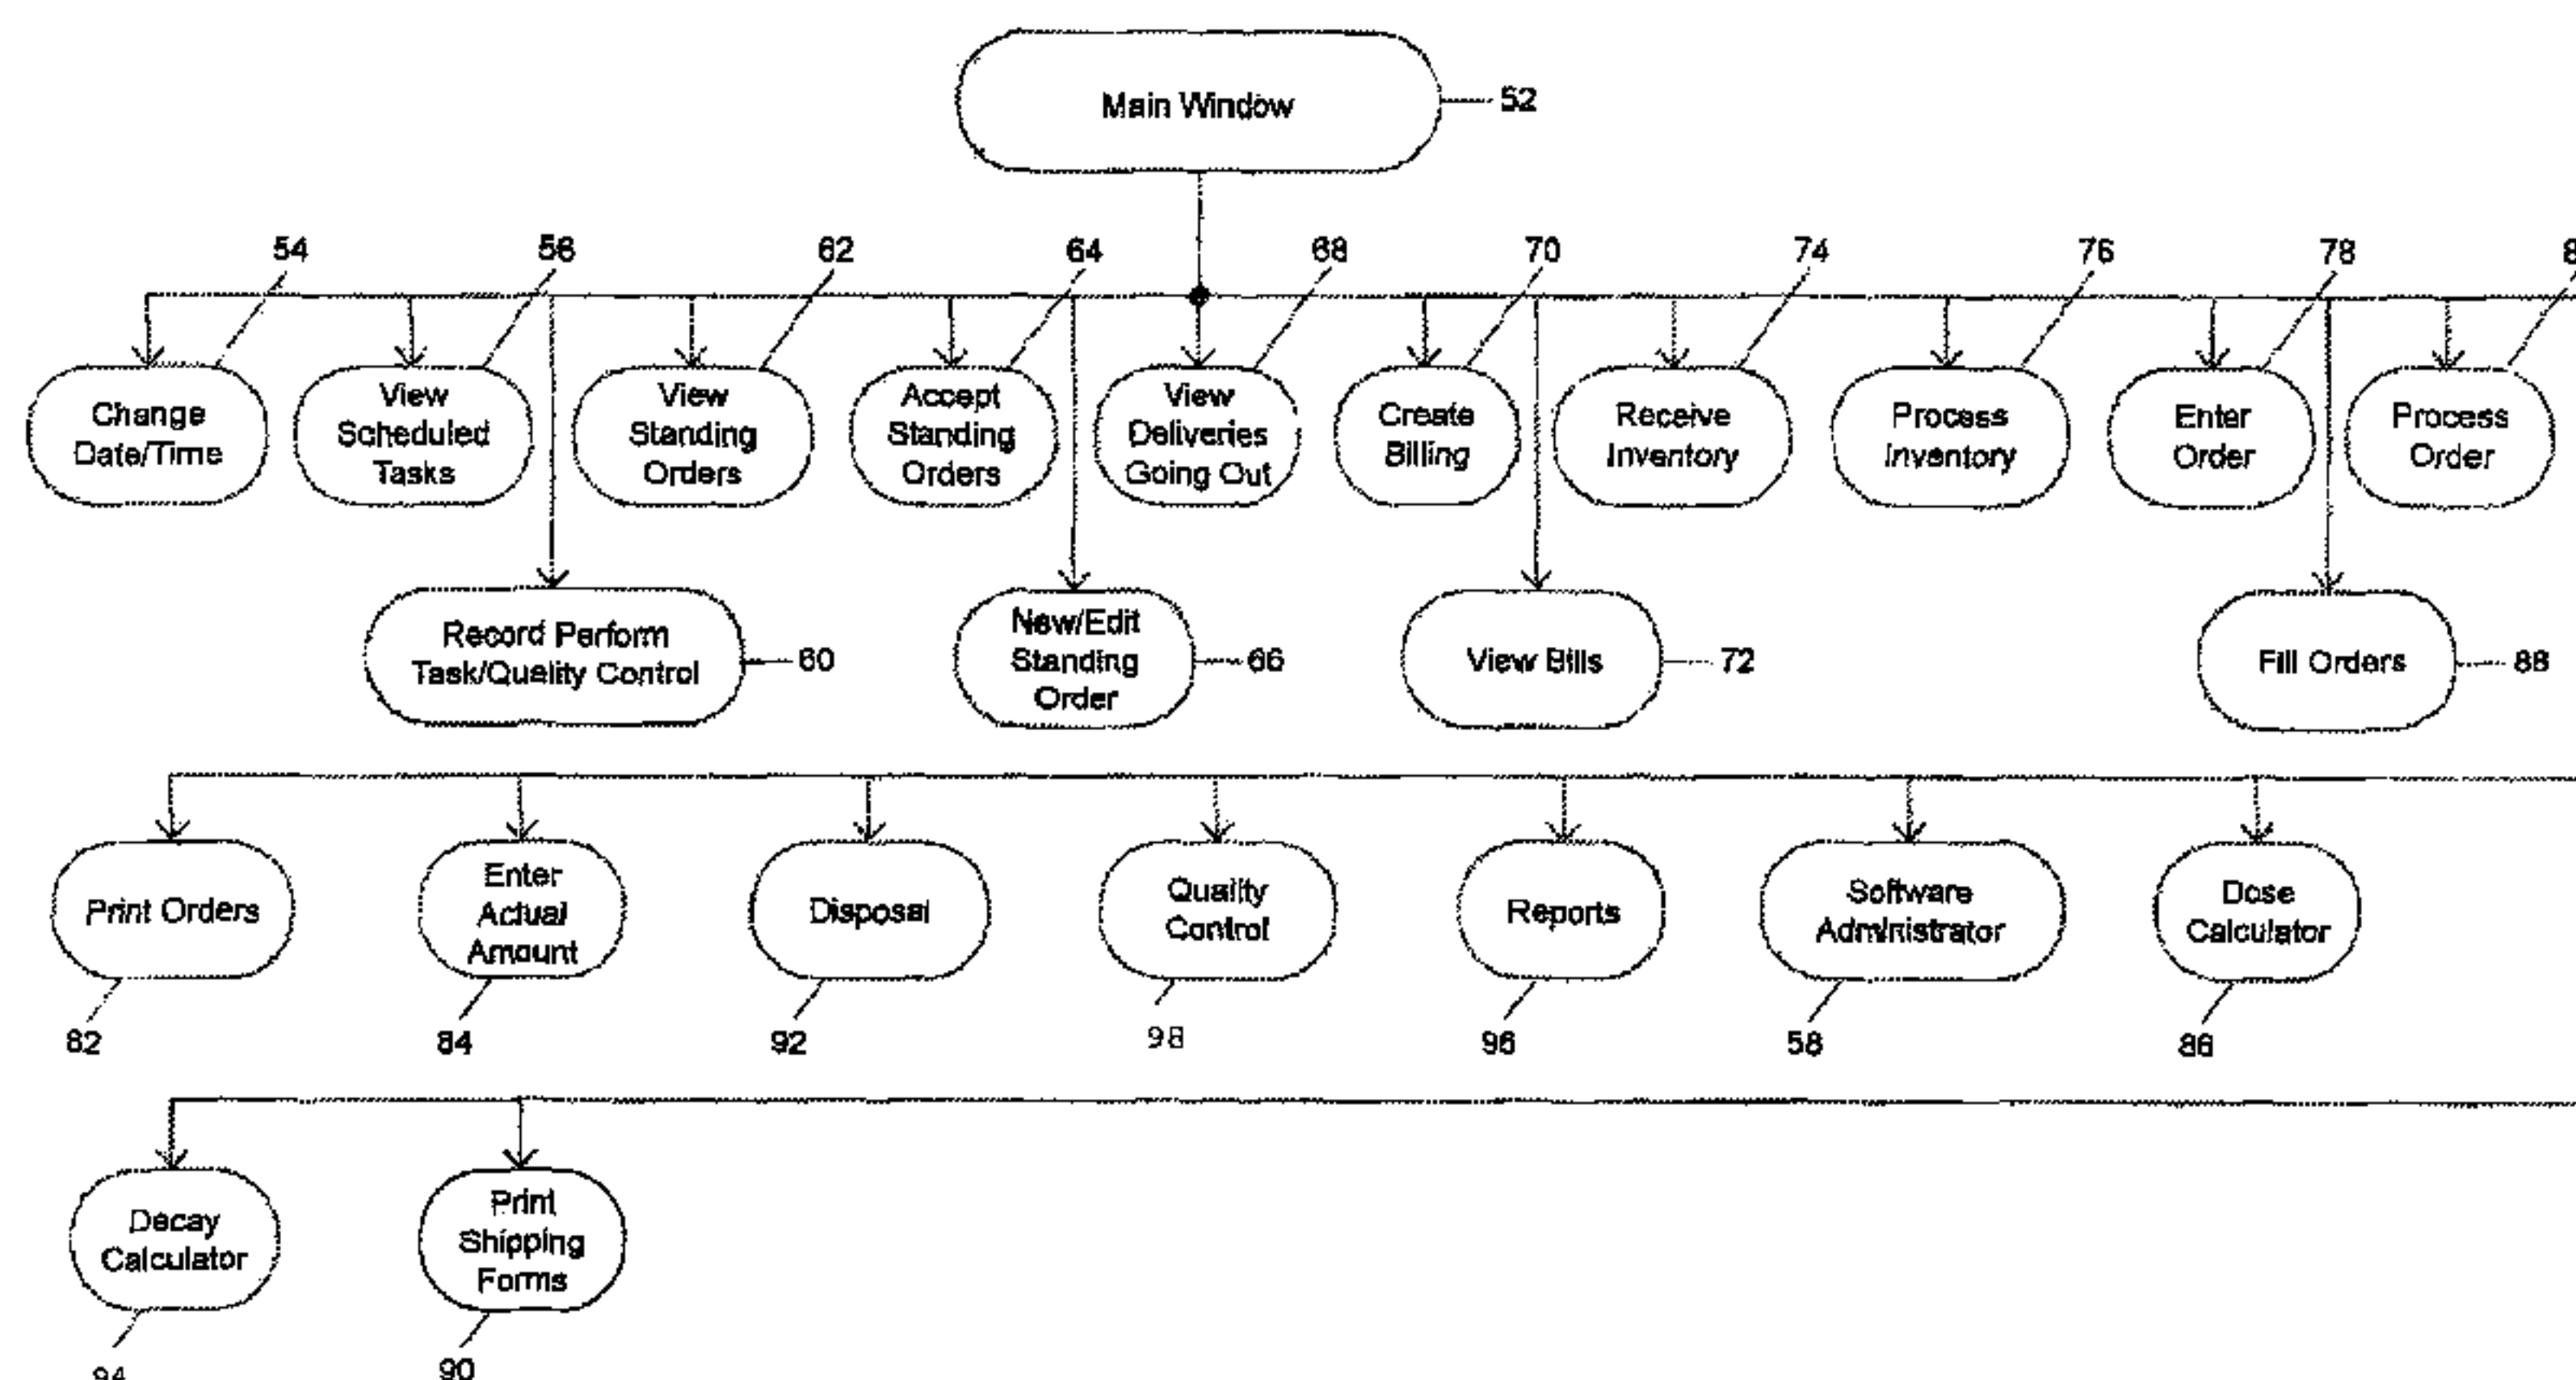 Main Window
52
54
56
62
64
68
70
74
76
78
Change
Date/Time
View
Scheduled
Tasks
View
Standing
Orders
Accept
Standing
Orders
View
Deliveries
Going Out
Create
Billing
Receive
Inventory
Process
Inventory
Enter
Order
Process
Order
Record Perform
Task/Quality Control
60
New/Edit
Standing
Order
66
View Bills
72
Fill Orders
88
Print Orders
Enter
Actual
Amount
Disposal
Quality
Control
Reports
Software
Administrator
Dose
Calculator
82
84
92
98
96
58
86
Decay
Calculator
Print
Shipping
Forms
94
90